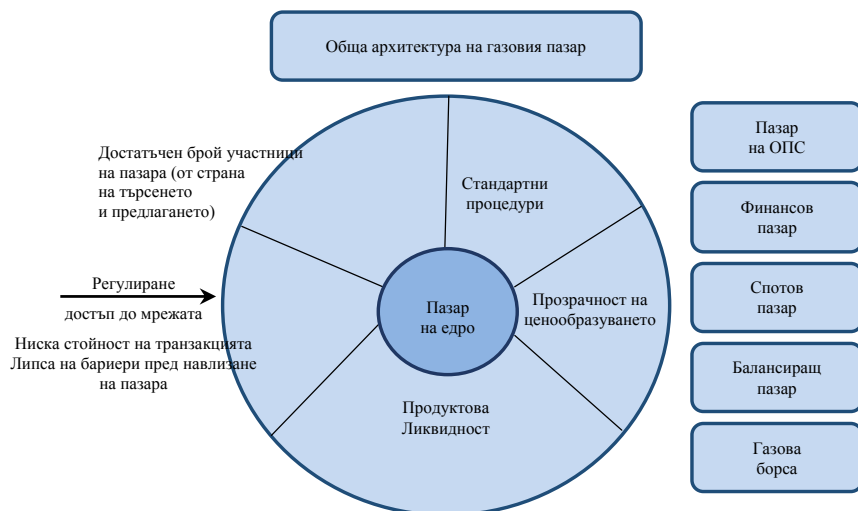 Обща архитектура на газовия пазар
Достатъчен брой участници
на пазара (от страна
на търсенето
и предлагането)
Стандартни
процедури
Регулиране
достъп до мрежата
Ниска стойност на транзакцията
Липса на бариери пред навлизане
на пазара
Пазар
на едро
Прозрачност на
ценообразуването
Продуктова
Ликвидност
Пазар
на ОПС
Финансов
пазар
Спотов
пазар
Балансиращ
пазар
Газова
борса